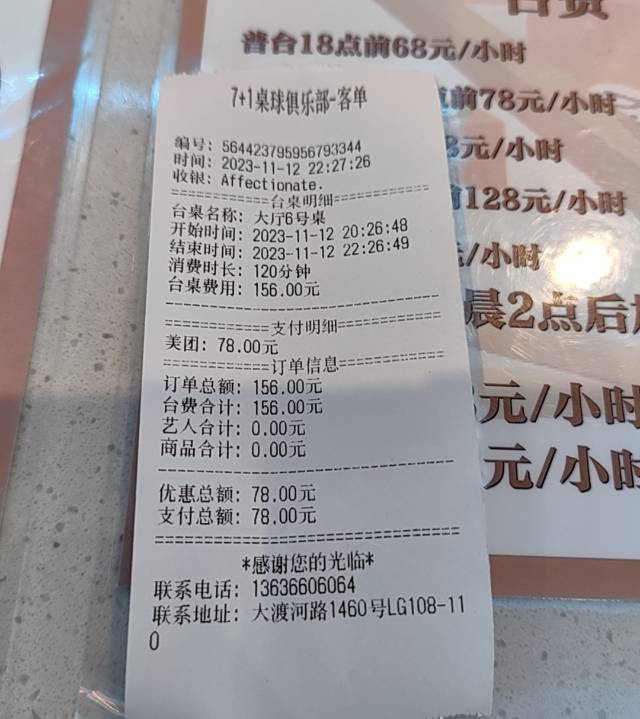 台费
普台18点前68元/小时
点前78元/小时
8元/小时
前128元/小时
元/小时
晨2点后
元/小时
元/小时
7+1桌球俱乐部-客单
编号: 564423795956793344
时间: 2023-11-12 22:27:26
收银: Affectionate.
============台桌明细============
台桌名称: 大厅6号桌
开始时间: 2023-11-12 20:26:48
结束时间: 2023-11-12 22:26:49
消费时长: 120分钟
台桌费用: 156.00元
--------------------------------
============支付明细============
美团: 78.00元
============订单信息============
订单总额: 156.00元
台费合计: 156.00元
艺人合计: 0.00元
商品合计: 0.00元
--------------------------------
优惠总额: 78.00元
支付总额: 78.00元
================================
*感谢您的光临*
联系电话: 13636606064
联系地址: 大渡河路1460号LG108-11
0